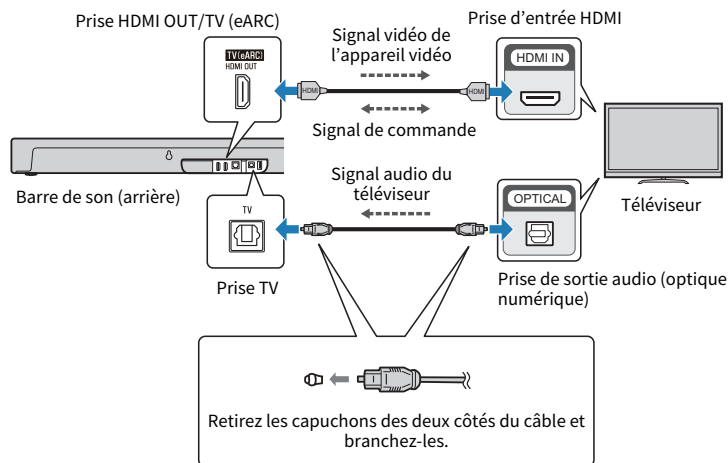 Prise HDMI OUT/TV (eARC)
TV(eARC)
HDMI OUT
Signal vidéo de
l'appareil vidéo
Prise d'entrée HDMI
HDMI IN
HDMI
HDMI
Signal de commande
Barre de son (arrière)
Signal audio du
téléviseur
Téléviseur
TV
OPTICAL
Prise TV
Prise de sortie audio (optique
numérique)
Retirez les capuchons des deux côtés du câble et
branchez-les.